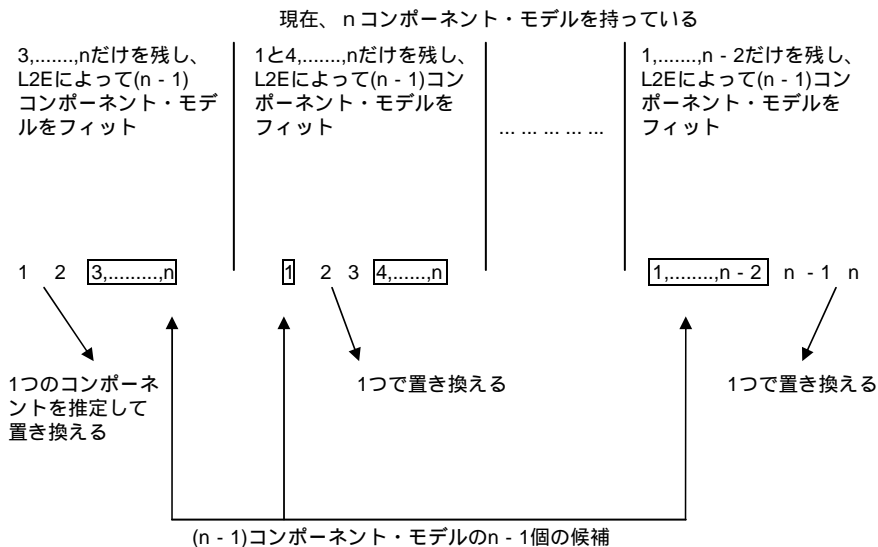 現在、ｎコンポーネント・モデルを持っている
3,.......,nだけを残し、
L2Eによって(n - 1)
コンポーネント・モデ
ルをフィット
1と4,.......,nだけを残し、
L2Eによって(n - 1)コン
ポーネント・モデルを
フィット
... ... ... ... ...
1,.......,n - 2だけを残し、
L2Eによって(n - 1)コン
ポーネント・モデルを
フィット
1 2 3,.........,n
1 2 3 4,......,n
1,........,n - 2 n - 1 n
1つのコンポーネ
ントを推定して
置き換える
1つで置き換える
1つで置き換える
(n - 1)コンポーネント・モデルのn - 1個の候補